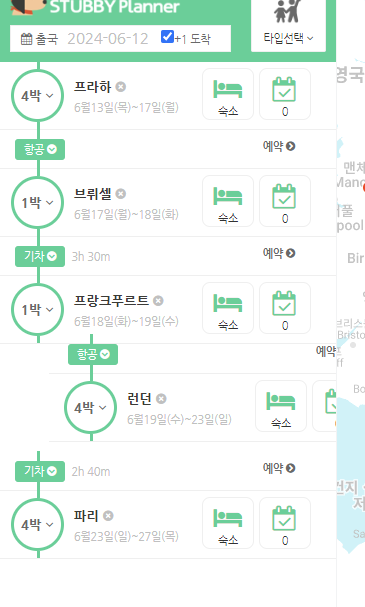 STUBBY Planner
출국 2024-06-12 +1 도착
타입선택
4박 프라하
6월13일(목)~17일(월)
숙소 0
항공 예약
1박 브뤼셀
6월17일(월)~18일(화)
숙소 0
기차 3h 30m 예약
1박 프랑크푸르트
6월18일(화)~19일(수)
숙소 0
항공 예약
4박 런던
6월19일(수)~23일(일)
숙소
기차 2h 40m 예약
4박 파리
6월23일(일)~27일(목)
숙소 0
영국
맨체
Manc
풀
pool
Bir
브리스
Bristo
ff
Bo
건지
저
Sa